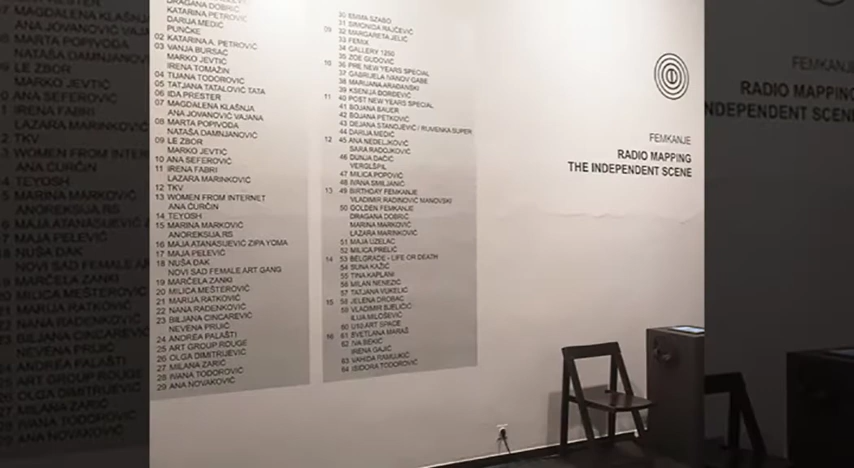 DRAGANA DOBRIĆ
KATARINA PETROVIĆ
DARIJA MEDIĆ
PUNČKE
02 KATARINA A. PETROVIĆ
03 VANJA BURSAĆ
MARKO JEVTIĆ
IRENA TOMAŽIN
04 TIJANA TODOROVIĆ
05 TATJANA TATALOVIĆ TATA
06 IDA PRESTER
07 MAGDALENA KLAŠNJA
ANA JOVANOVIĆ VAJANA
08 MARTA POPIVODA
NATAŠA DAMNJANOVIĆ
09 LE ZBOR
MARKO JEVTIĆ
10 ANA SEFEROVIĆ
11 IRENA FABRI
LAZARA MARINKOVIĆ
12 TKV
13 WOMEN FROM INTERNET
ANA ĆURČIN
14 TEYOSH
15 MARINA MARKOVIĆ
ANOREKSIJA.RS
16 MAJA ATANASIJEVIĆ ZIPA YOMA
17 MAJA PELEVIĆ
18 NUŠA DAK
NOVI SAD FEMALE ART GANG
19 MARČELA ZANKI
20 MILICA MEŠTEROVIĆ
21 MARIJA RATKOVIĆ
22 NANA RADENKOVIĆ
23 BILJANA CINCAREVIĆ
NEVENA PRIJIĆ
24 ANDREA PALAŠTI
25 ART GROUP ROUGE
26 OLGA DIMITRIJEVIĆ
27 MILANA ZARIĆ
28 IVANA TODOROVIĆ
29 ANA NOVAKOVIĆ
30 EMMA SZABO
31 SIMONIDA RAJČEVIĆ
09 32 MARGARETA JELIĆ
33 FEMIX
34 GALLERY 1250
35 ZOE GUDOVIĆ
10 36 PRE NEW YEARS SPECIAL
37 GABRIJELA IVANOV GABE
38 MARIJANA ARADANSKI
39 KSENIJA ĐORĐEVIĆ
11 40 POST NEW YEARS SPECIAL
41 BOJANA BAUER
42 BOJANA PETKOVIĆ
43 DEJANA STANOJEVIĆ / RUVENKA SUPER
44 DARIJA MEDIĆ
12 45 ANA NEDELJKOVIĆ
SARA RADOJKOVIĆ
46 DUNJA DAČIĆ
VERGLŠPIL
47 MILICA POPOVIĆ
48 IVANA SMILJANIĆ
13 49 BIRTHDAY FEMKANJE
VLADIMIR RADINOVIĆ MANOVSKI
50 GOLDEN FEMKANJE
DRAGANA DOBRIĆ
MARINA MARKOVIĆ
LAZARA MARINKOVIĆ
51 MAJA UZELAC
52 MILICA PRELIĆ
14 53 BELGRADE - LIFE OR DEATH
54 SUNA KAŽIĆ
55 TINA KAPLANI
56 MILAN NENEZIĆ
57 TATJANA VUKELIĆ
15 58 JELENA DROBAC
59 VLADIMIR BJELIČIĆ
ILIJA MILOŠEVIĆ
60 U10 ART SPACE
16 61 SVETLANA MARAŠ
62 IVA SEKIĆ
IRENA GAJIĆ
63 VAHIDA RAMUJKIĆ
64 ISIDORA TODOROVIĆ
FEMKANJE
RADIO MAPPING
THE INDEPENDENT SCENE